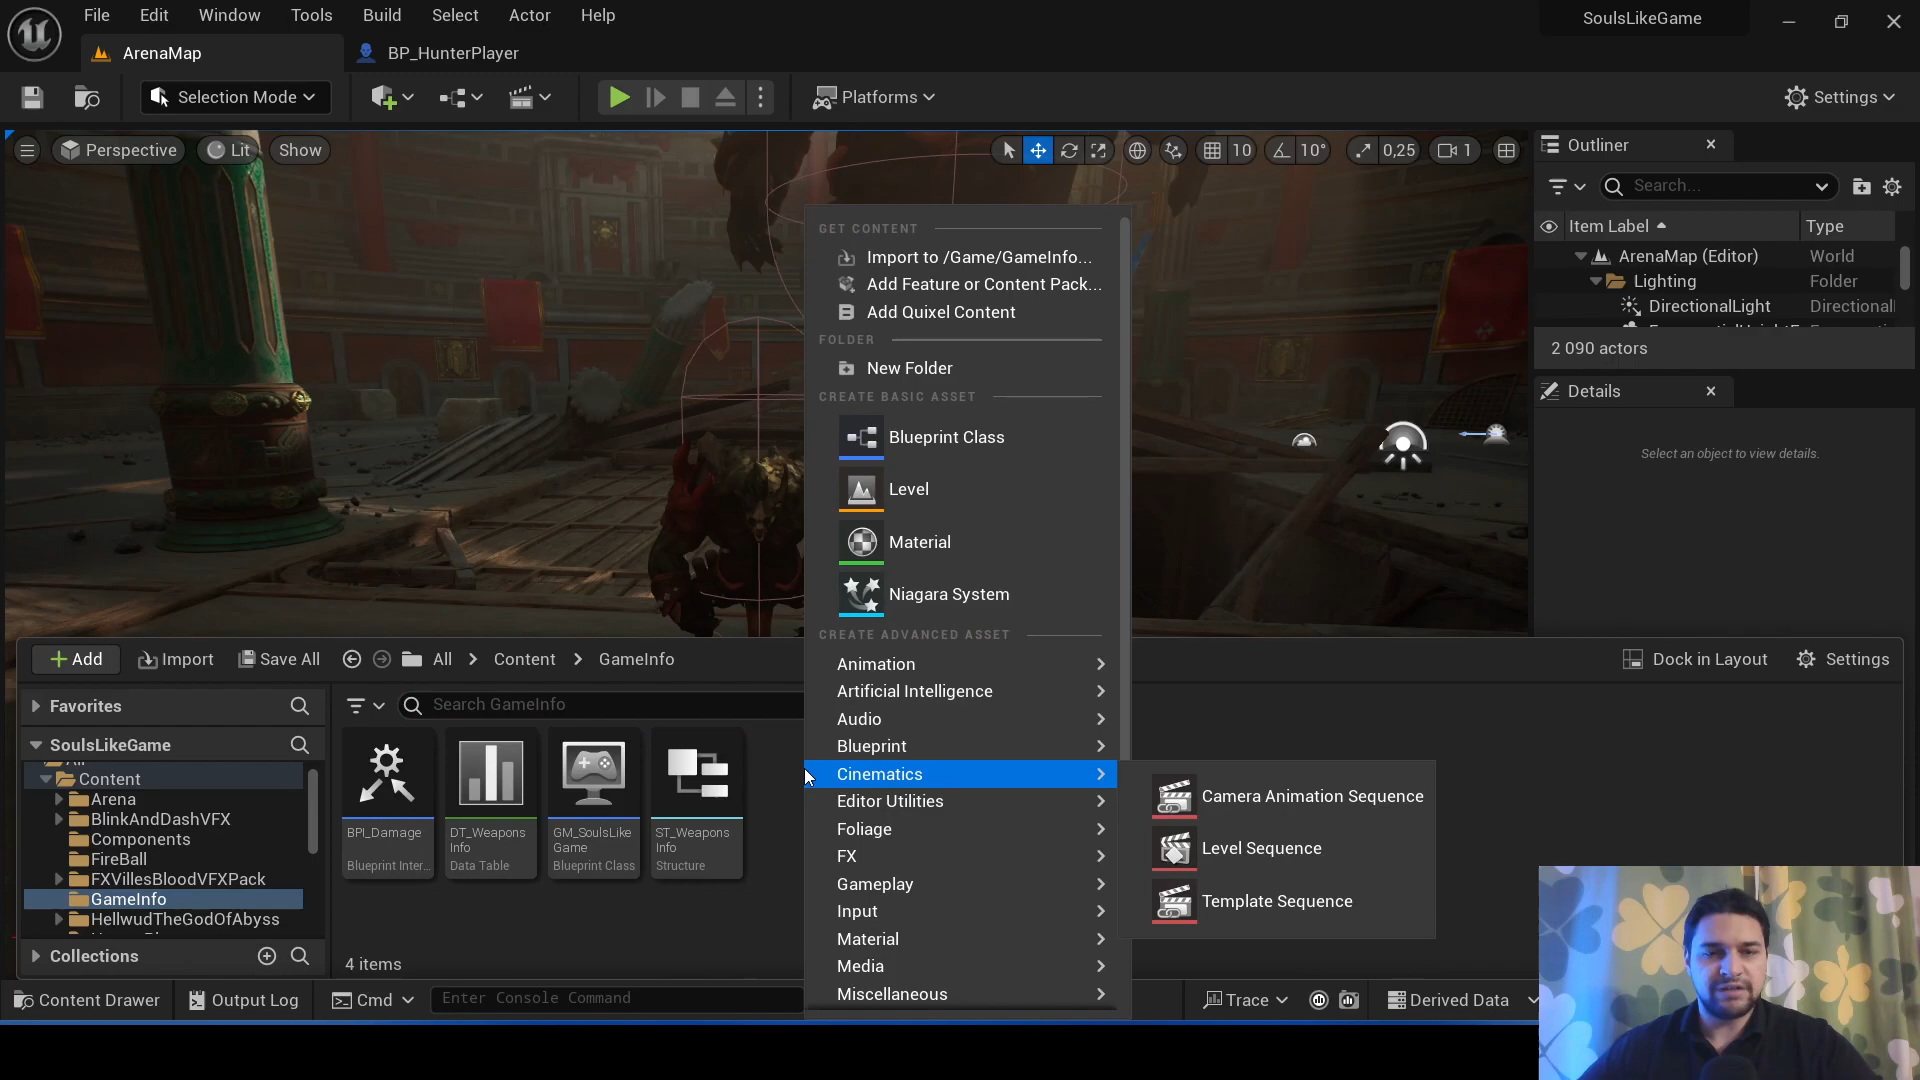 File Edit Window Tools Build Select Actor Help
SoulsLikeGame
ArenaMap
BP_HunterPlayer
Selection Mode
Platforms
Settings
Perspective
Lit
Show
10
10°
0,25
1
Outliner
Search...
Item Label
Type
ArenaMap (Editor) World
Lighting Folder
DirectionalLight Directional
2 090 actors
Details
Select an object to view details.
GET CONTENT
Import to /Game/GameInfo...
Add Feature or Content Pack...
Add Quixel Content
FOLDER
New Folder
CREATE BASIC ASSET
Blueprint Class
Level
Material
Niagara System
CREATE ADVANCED ASSET
Animation
Artificial Intelligence
Audio
Blueprint
Cinematics
Editor Utilities
Foliage
FX
Gameplay
Input
Material
Media
Miscellaneous
Camera Animation Sequence
Level Sequence
Template Sequence
Add
Import
Save All
All
Content
GameInfo
Dock in Layout
Settings
Favorites
SoulsLikeGame
Content
Arena
BlinkAndDashVFX
Components
FireBall
FXVillesBloodVFXPack
GameInfo
HellwudTheGodOfAbyss
Collections
Search GameInfo
BPI_Damage
Blueprint Inter...
DT_Weapons
Info
Data Table
GM_SoulsLike
Game
Blueprint Class
ST_Weapons
Info
Structure
4 items
Content Drawer
Output Log
Cmd
Enter Console Command
Trace
Derived Data